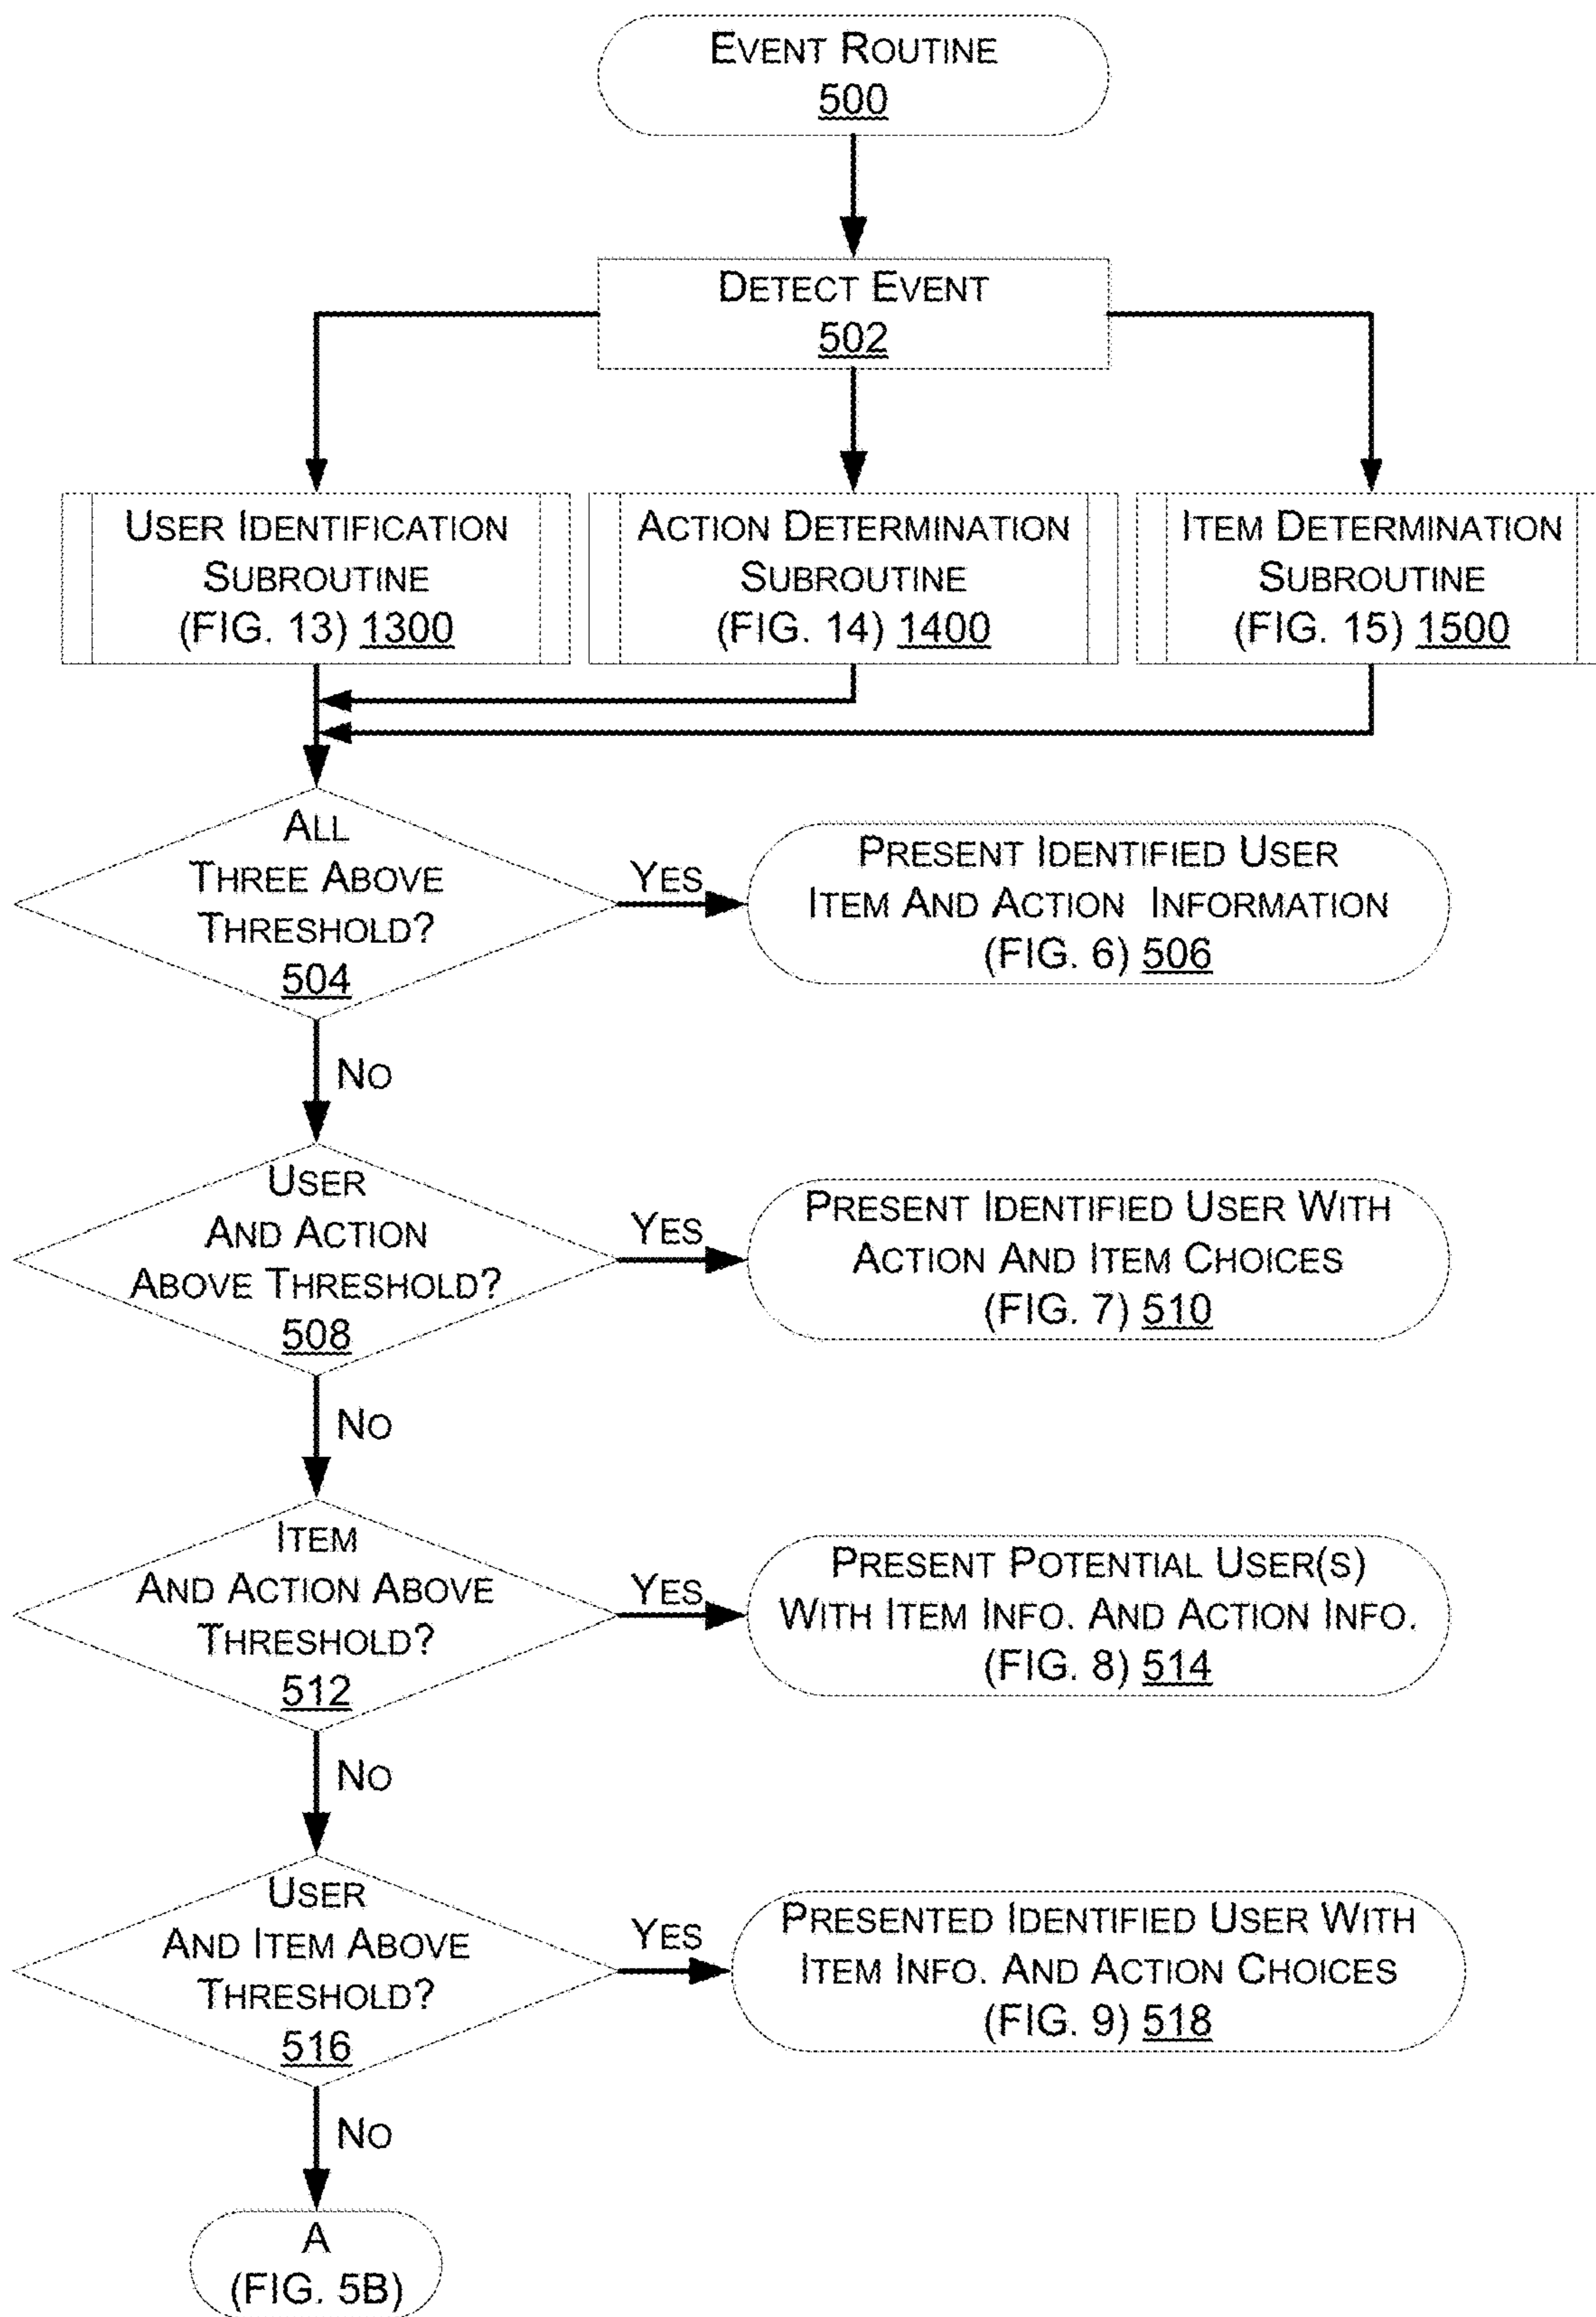 EVENT ROUTINE
500
DETECT EVENT
502
USER IDENTIFICATION
SUBROUTINE
(FIG. 13) 1300
ACTION DETERMINATION
SUBROUTINE
(FIG. 14) 1400
ITEM DETERMINATION
SUBROUTINE
(FIG. 15) 1500
ALL
THREE ABOVE
THRESHOLD?
504
YES
PRESENT IDENTIFIED USER
ITEM AND ACTION INFORMATION
(FIG. 6) 506
NO
USER
AND ACTION
ABOVE THRESHOLD?
508
YES
PRESENT IDENTIFIED USER WITH
ACTION AND ITEM CHOICES
(FIG. 7) 510
NO
ITEM
AND ACTION ABOVE
THRESHOLD?
512
YES
PRESENT POTENTIAL USER(S)
WITH ITEM INFO. AND ACTION INFO.
(FIG. 8) 514
NO
USER
AND ITEM ABOVE
THRESHOLD?
516
YES
PRESENTED IDENTIFIED USER WITH
ITEM INFO. AND ACTION CHOICES
(FIG. 9) 518
NO
A
(FIG. 5B)